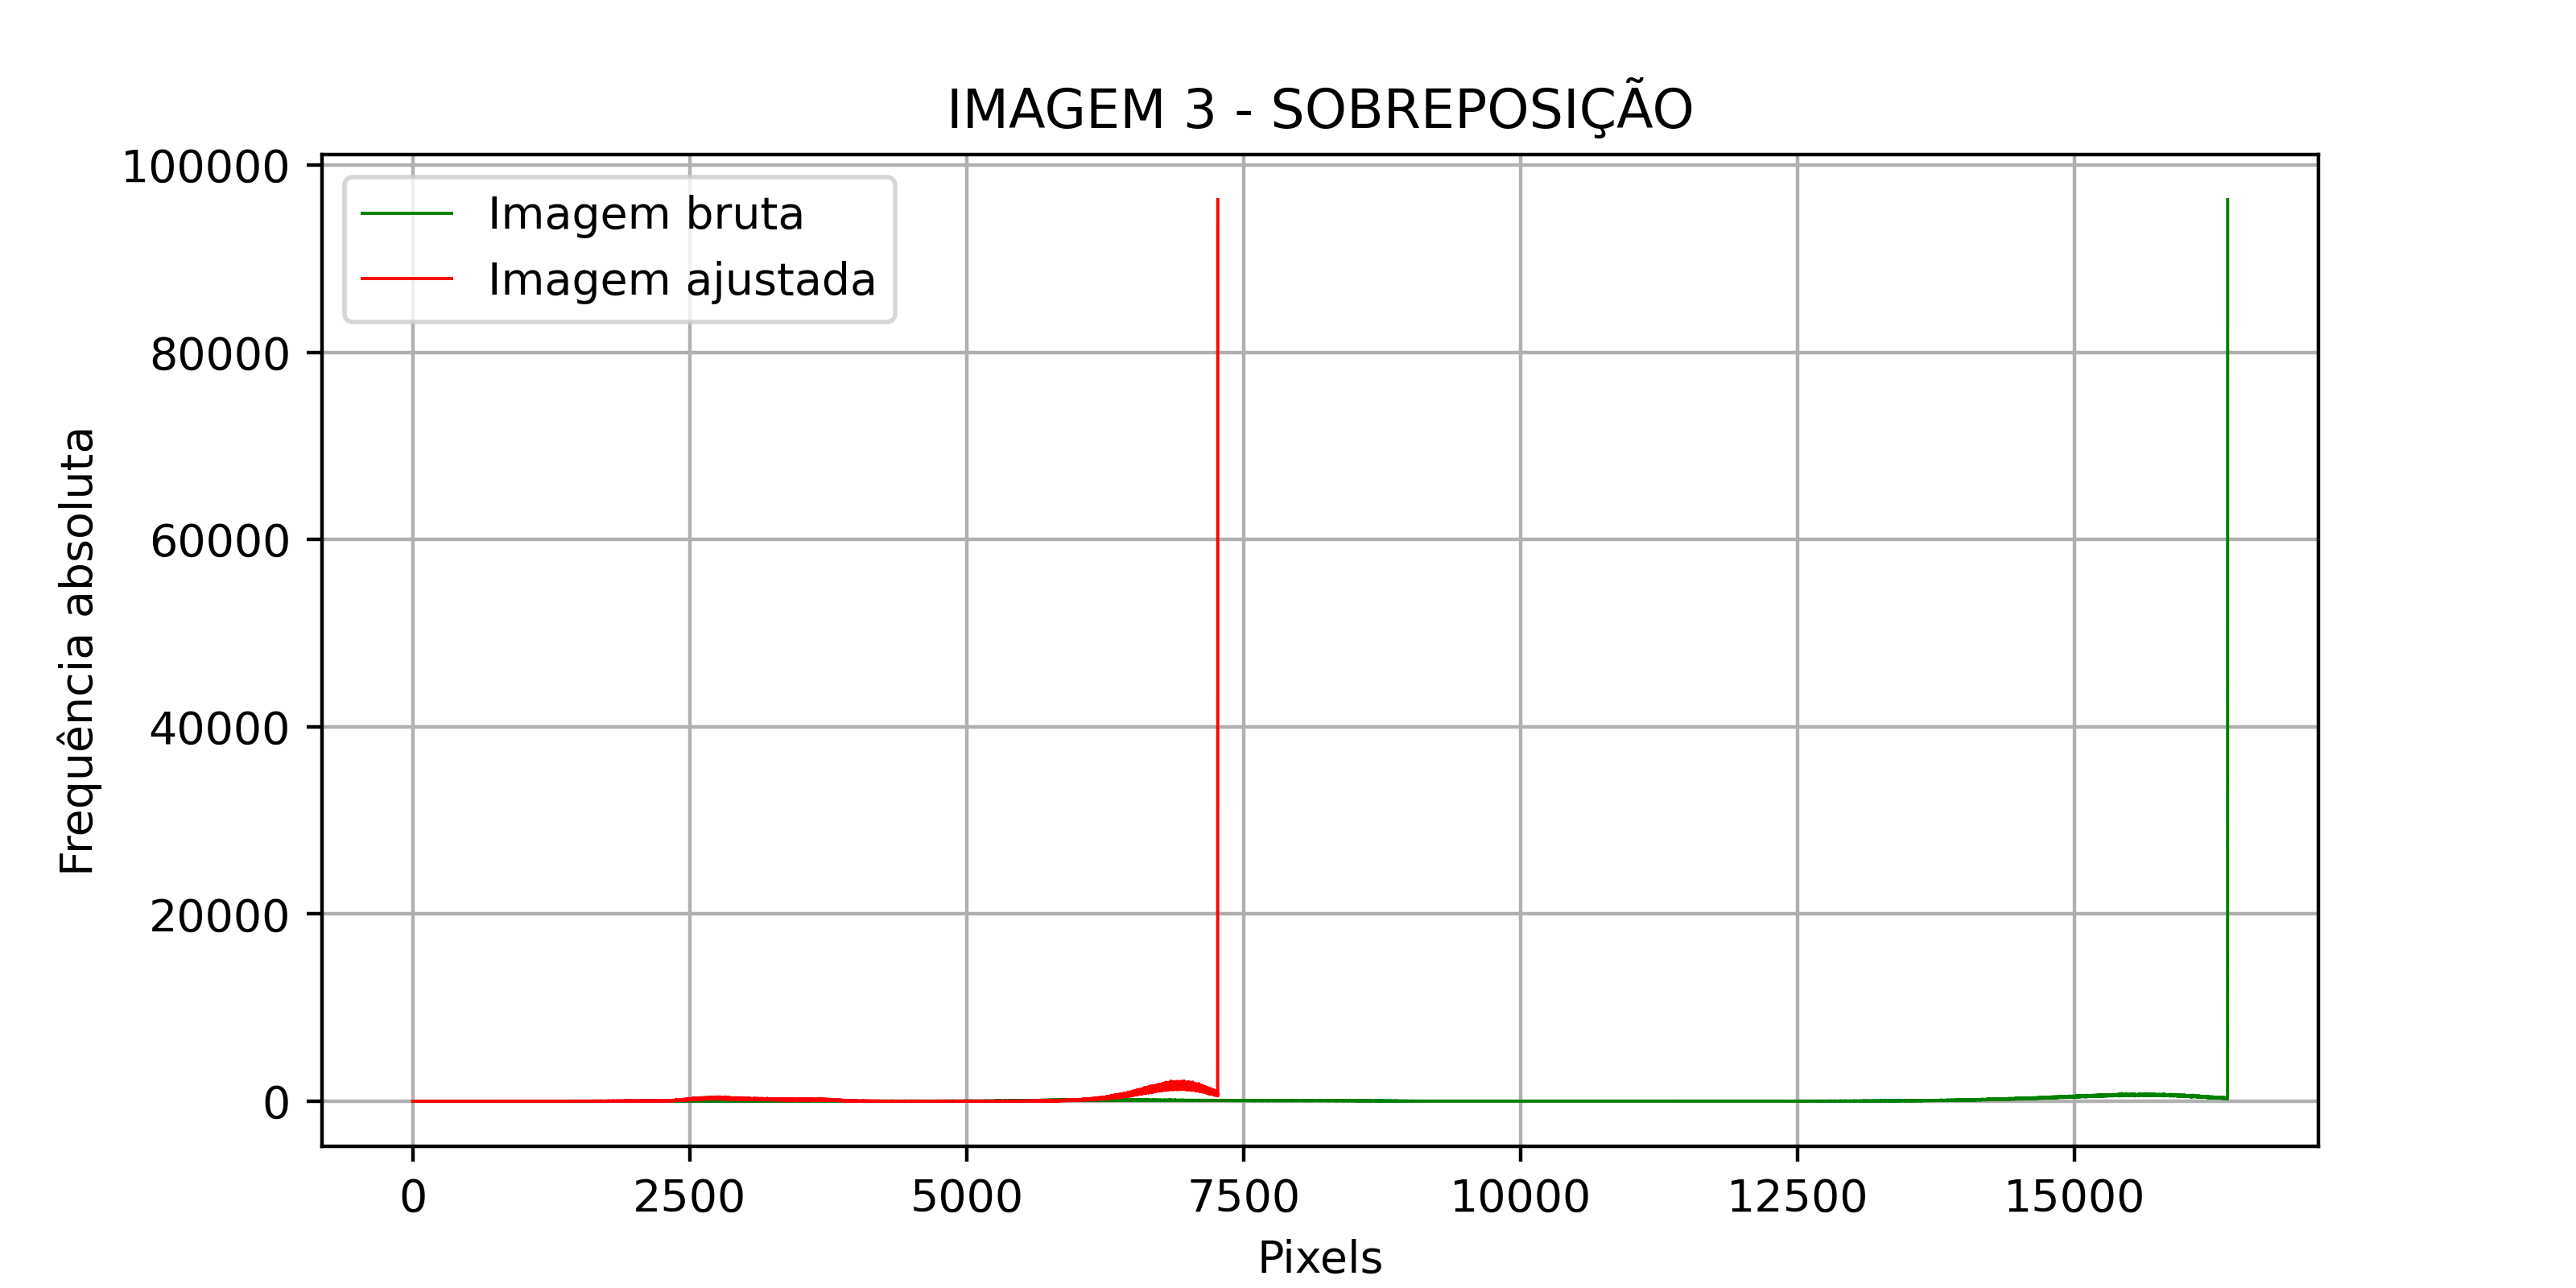 IMAGEM 3 - SOBREPOSIÇÃO
100000
80000
60000
40000
20000
0
Frequência absoluta
Imagem bruta
Imagem ajustada
0 2500 5000 7500 10000 12500 15000
Pixels